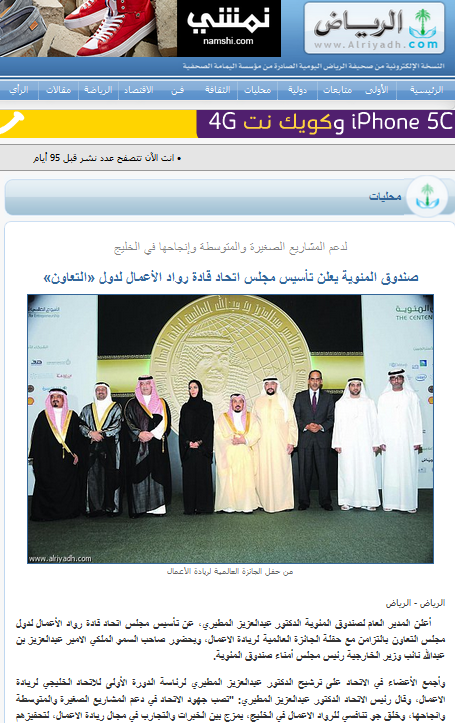 نمشي
namshi.com
الرياض
www.Alriyadh.com
النسخة الإلكترونية من صحيفة الرياض اليومية الصادرة من مؤسسة اليمامة الصحفية
الرئيسية الأولى متابعات دولية محليات الثقافة فن الاقتصاد الرياضة مقالات الرأي
iPhone 5C وكويك نت 4G
• انت الآن تتصفح عدد نشر قبل 95 أيام
محليات
لدعم المشاريع الصغيرة والمتوسطة وإنجاحها في الخليج
صندوق المئوية يعلن تأسيس مجلس اتحاد قادة رواد الأعمال لدول «التعاون»
المئوية
THE CENTEN
www.alriyadh.com
من حفل الجائزة العالمية لريادة الأعمال
الرياض - الرياض
أعلن المدير العام لصندوق المئوية الدكتور عبدالعزيز المطيري، عن تأسيس مجلس اتحاد قادة رواد الأعمال لدول
مجلس التعاون بالتزامن مع حفلة الجائزة العالمية لريادة الاعمال، وبحضور صاحب السمو الملكي الامير عبدالعزيز بن
عبدالله نائب وزير الخارجية رئيس مجلس أمناء صندوق المئوية.
وأجمع الأعضاء في الاتحاد على ترشيح الدكتور عبدالعزيز المطيري لرئاسة الدورة الأولى للاتحاد الخليجي لريادة
الاعمال، وقال رئيس الاتحاد الدكتور عبدالعزيز المطيري: "تصب جهود الاتحاد في دعم المشاريع الصغيرة والمتوسطة
وانجاحها، وخلق جو تنافسي للرواد الاعمال في الخليج، يمزج بين الخبرات والتجارب في مجال ريادة الاعمال، لتحفيزهم